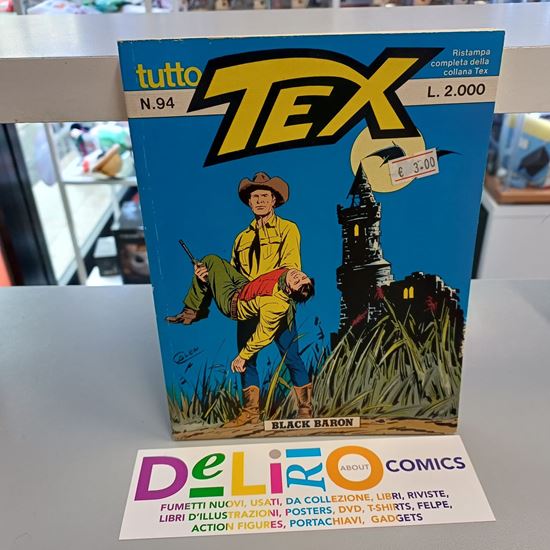 tutto
TEX
Ristampa
completa della
collana Tex
N.94
L. 2.000
€ 3.00
GALEP
BLACK BARON
DeLiRiO
ABOUT
COMICS
FUMETTI NUOVI, USATI, DA COLLEZIONE, LIBRI, RIVISTE,
LIBRI D'ILLUSTRAZIONI, POSTERS, DVD, T-SHIRTS, FELPE,
ACTION FIGURES, PORTACHIAVI, GADGETS